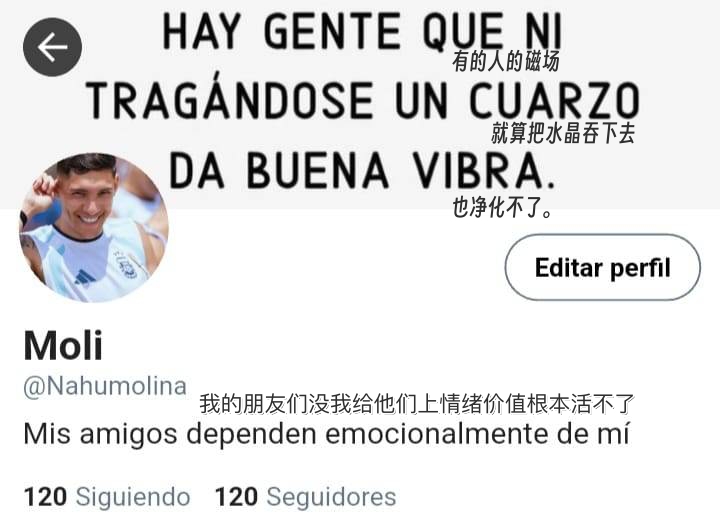 HAY GENTE QUE NI
有的人的磁场
TRAGÁNDOSE UN CUARZO
就算把水晶吞下去
DA BUENA VIBRA.
也净化不了。
Editar perfil
Moli
@Nahumolina
我的朋友们没我给他们上情绪价值根本活不了
Mis amigos dependen emocionalmente de mí
120 Siguiendo 120 Seguidores